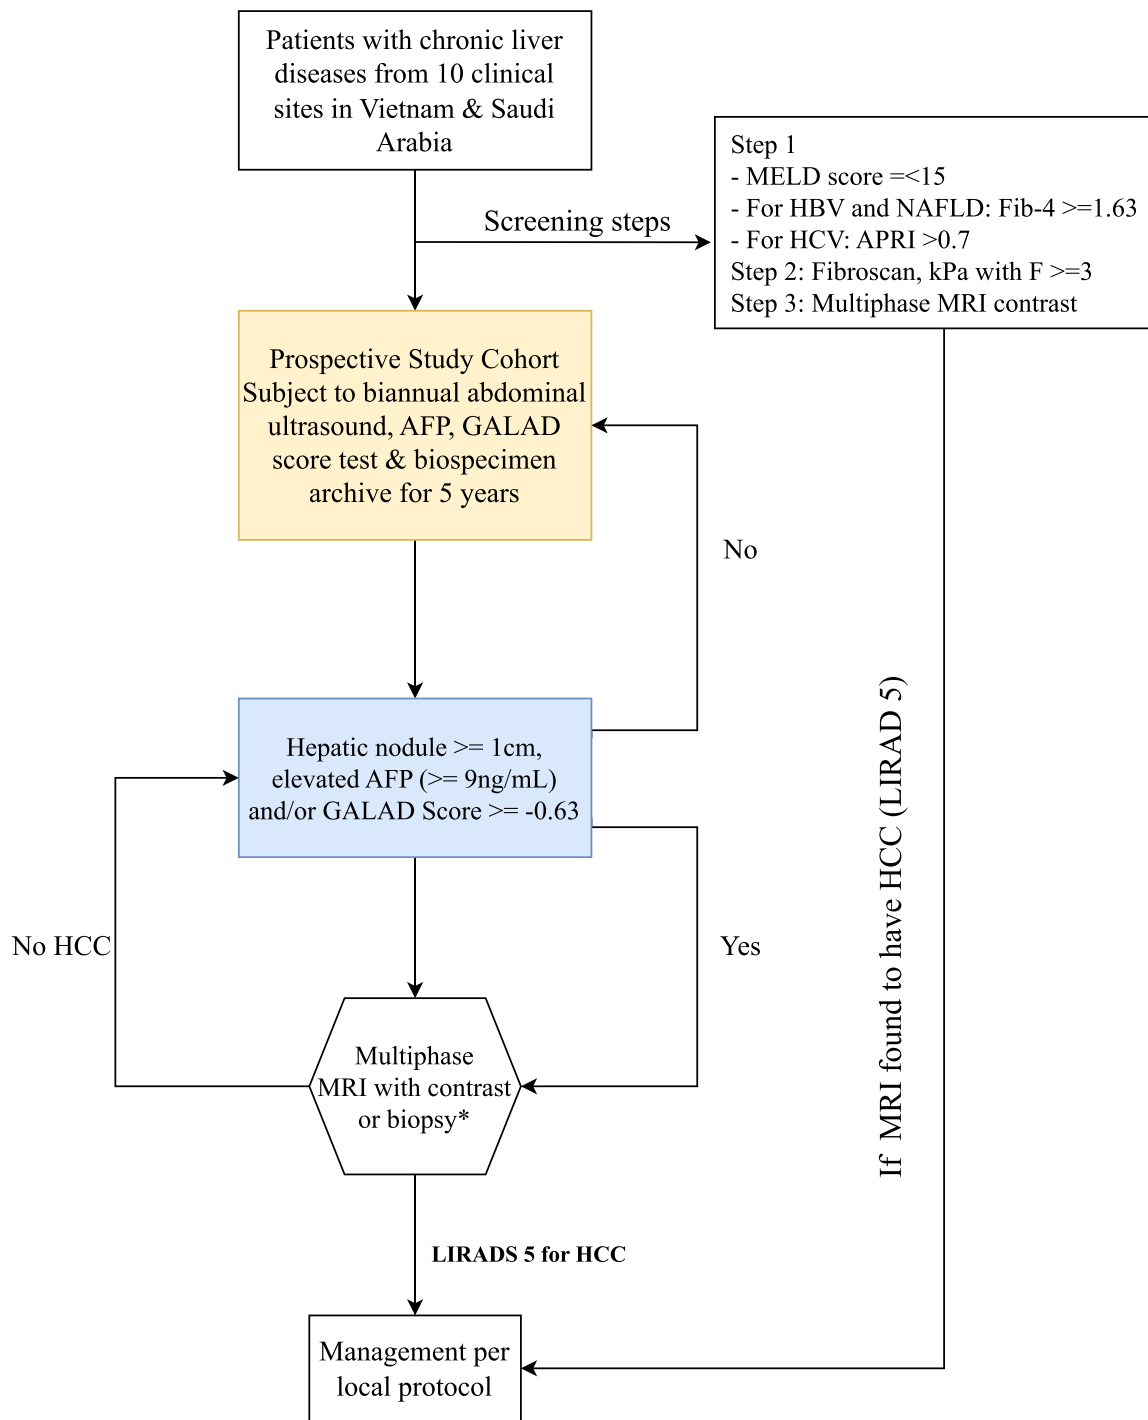 Patients with chronic liver
diseases from 10 clinical
sites in Vietnam & Saudi
Arabia
Screening steps
Step 1
- MELD score =<15
- For HBV and NAFLD: Fib-4 >=1.63
- For HCV: APRI >0.7
Step 2: Fibroscan, kPa with F >=3
Step 3: Multiphase MRI contrast
Prospective Study Cohort
Subject to biannual abdominal
ultrasound, AFP, GALAD
score test & biospecimen
archive for 5 years
No
Hepatic nodule >= 1cm,
elevated AFP (>= 9ng/mL)
and/or GALAD Score >= -0.63
No HCC
Yes
If MRI found to have HCC (LIRAD 5)
Multiphase
MRI with contrast
or biopsy*
LIRADS 5 for HCC
Management per
local protocol